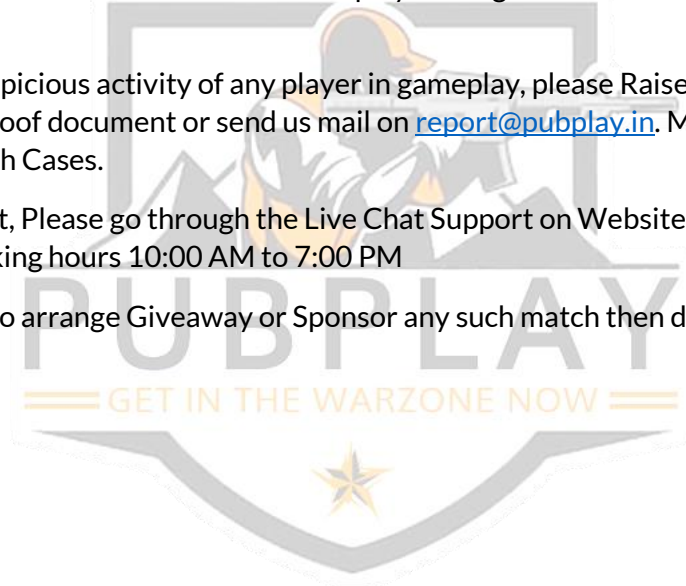 picious activity of any player in gameplay, please Raise
oof document or send us mail on report@pubplay.in. M
h Cases.
t, Please go through the Live Chat Support on Website
king hours 10:00 AM to 7:00 PM
o arrange Giveaway or Sponsor any such match then d
PUBPLAY
GET IN THE WARZONE NOW